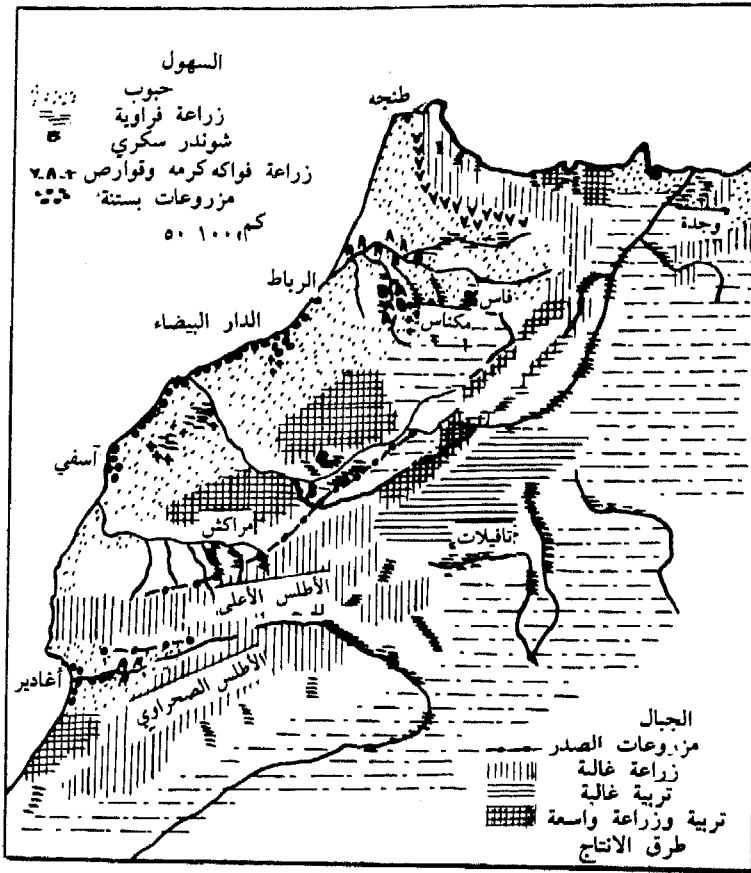 السهول
حبوب
زراعة فراوية
شوندر سكري
زراعة فواكه كرمه وقوارص
مزروعات بستنة
٥٠ ١٠٠ كم
طنجه
وجدة
الرباط
فاس
مكناس
الدار البيضاء
آسفي
مراكش
تافيلات
الأطلس الأعلى
الأطلس الصحراوي
آغادير
الجبال
مزروعات الصدر
زراعة غالبة
تربية غالبة
تربية وزراعة واسعة
طرق الانتاج